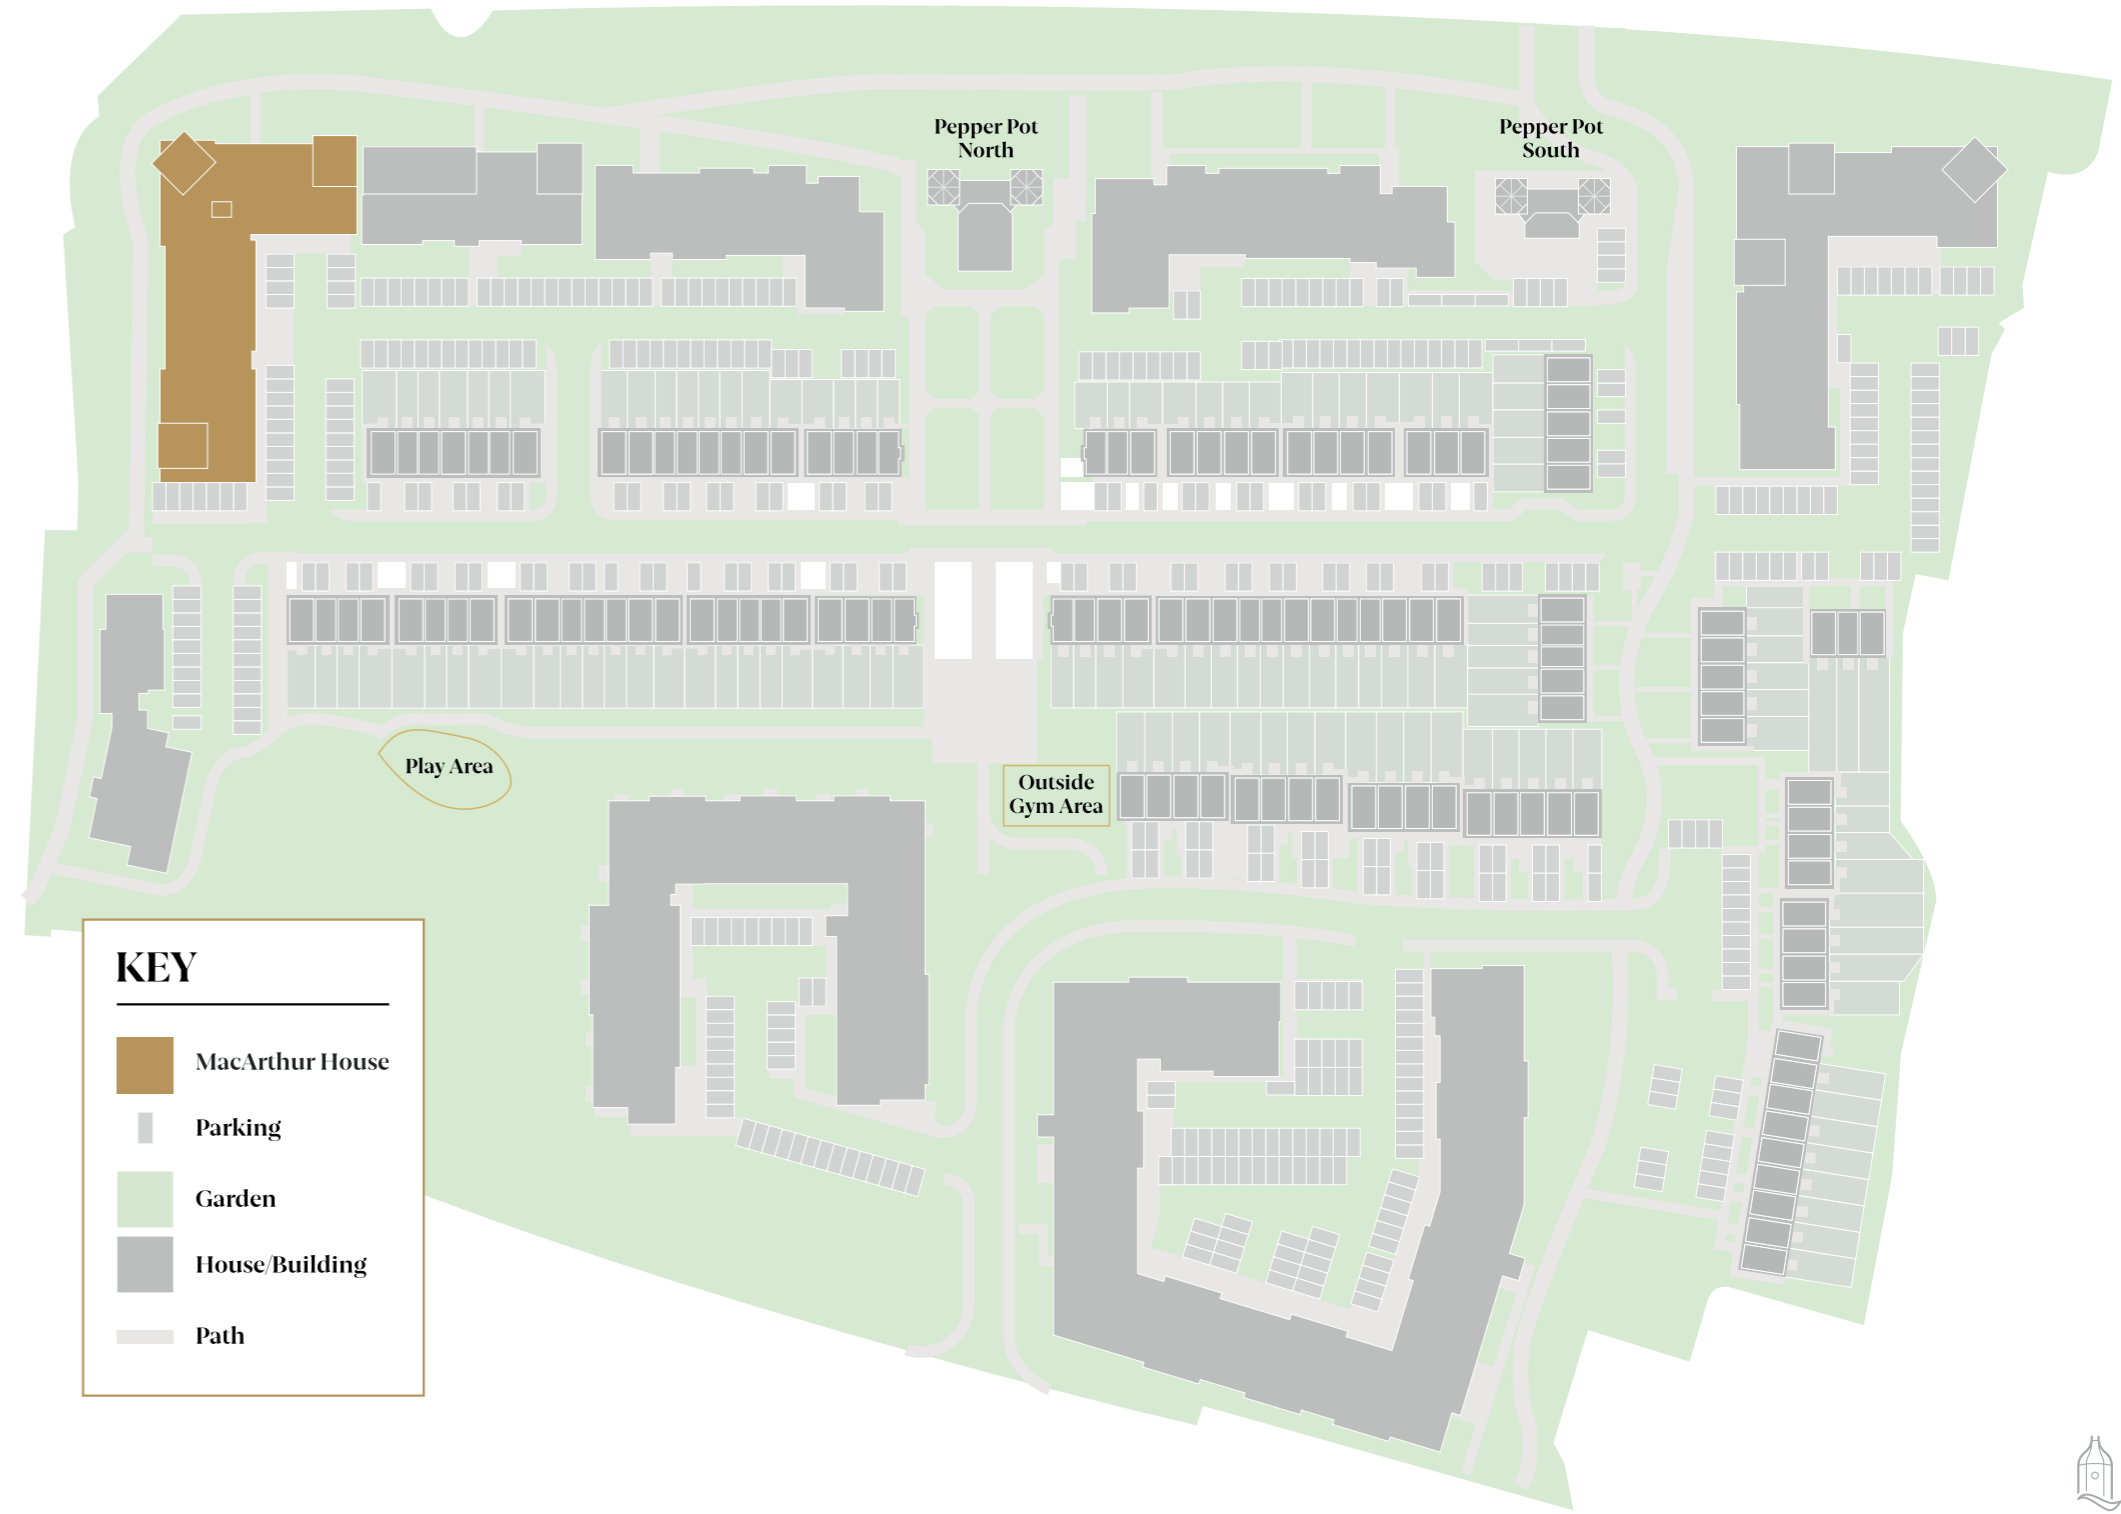 Pepper Pot
North
Pepper Pot
South
Play Area
Outside
Gym Area
KEY
MacArthur House
Parking
Garden
House/Building
Path